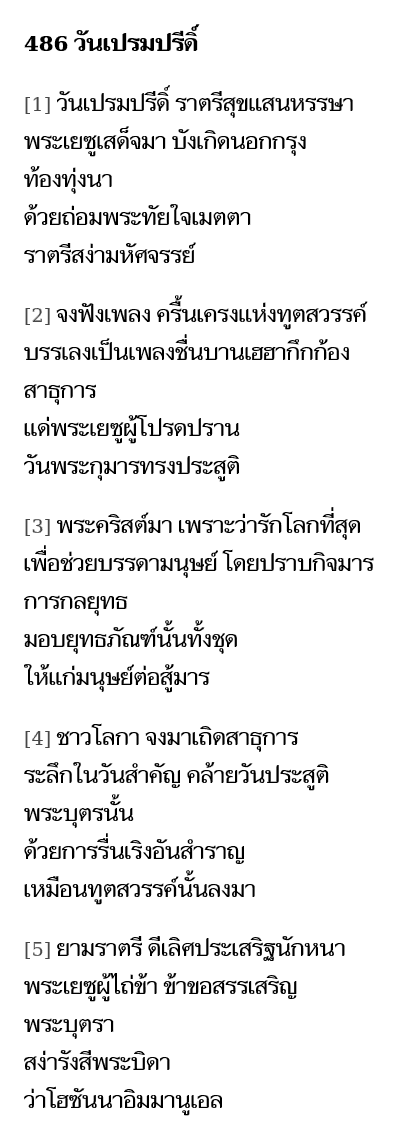 486 วันเปรมปรีดิ์
[1] วันเปรมปรีดิ์ ราตรีสุขแสนหรรษา
พระเยซูเสด็จมา บังเกิดนอกกรุง
ท้องทุ่งนา
ด้วยถ่อมพระทัยใจเมตตา
ราตรีสง่ามหัศจรรย์
[2] จงฟังเพลง ครื้นเครงแห่งทูตสวรรค์
บรรเลงเป็นเพลงชื่นบานเฮฮากึกก้อง
สาธุการ
แด่พระเยซูผู้โปรดปราน
วันพระกุมารทรงประสูติ
[3] พระคริสต์มา เพราะว่ารักโลกที่สุด
เพื่อช่วยบรรดามนุษย์ โดยปราบกิจมาร
การกลยุทธ
มอบยุทธภัณฑ์นั้นทั้งชุด
ให้แก่มนุษย์ต่อสู้มาร
[4] ชาวโลกา จงมาเถิดสาธุการ
ระลึกในวันสำคัญ คล้ายวันประสูติ
พระบุตรนั้น
ด้วยการรื่นเริงอันสำราญ
เหมือนทูตสวรรค์นั้นลงมา
[5] ยามราตรี ดีเลิศประเสริฐนักหนา
พระเยซูผู้ไถ่ข้า ข้าขอสรรเสริญ
พระบุตรา
สง่ารังสีพระบิดา
ว่าโฮซันนาอิมมานูเอล